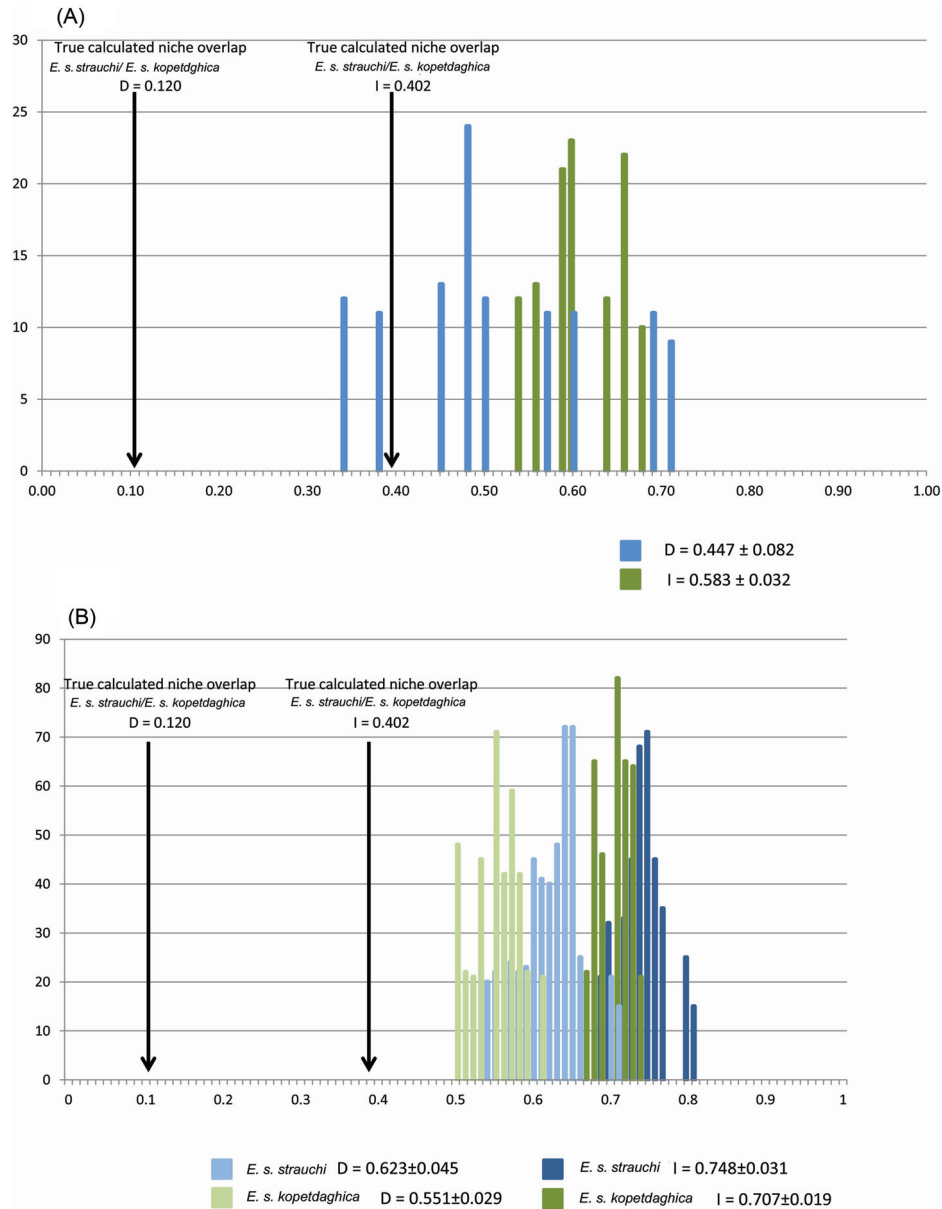 (A)
30
25
20
15
10
5
0
True calculated niche overlap
E. s. strauchi/ E. s. kopetdghica
D = 0.120
True calculated niche overlap
E. s. strauchi/E. s. kopetdaghica
I = 0.402
0.00 0.10 0.20 0.30 0.40 0.50 0.60 0.70 0.80 0.90 1.00
D = 0.447 ± 0.082
I = 0.583 ± 0.032
(B)
90
80
70
60
50
40
30
20
10
0
True calculated niche overlap
E. s. strauchi/E. s. kopetdaghica
D = 0.120
True calculated niche overlap
E. s. strauchi/E. s. kopetdaghica
I = 0.402
0 0.1 0.2 0.3 0.4 0.5 0.6 0.7 0.8 0.9 1
E. s. strauchi D = 0.623±0.045
E. s. strauchi I = 0.748±0.031
E. s. kopetdaghica D = 0.551±0.029
E. s. kopetdaghica I = 0.707±0.019